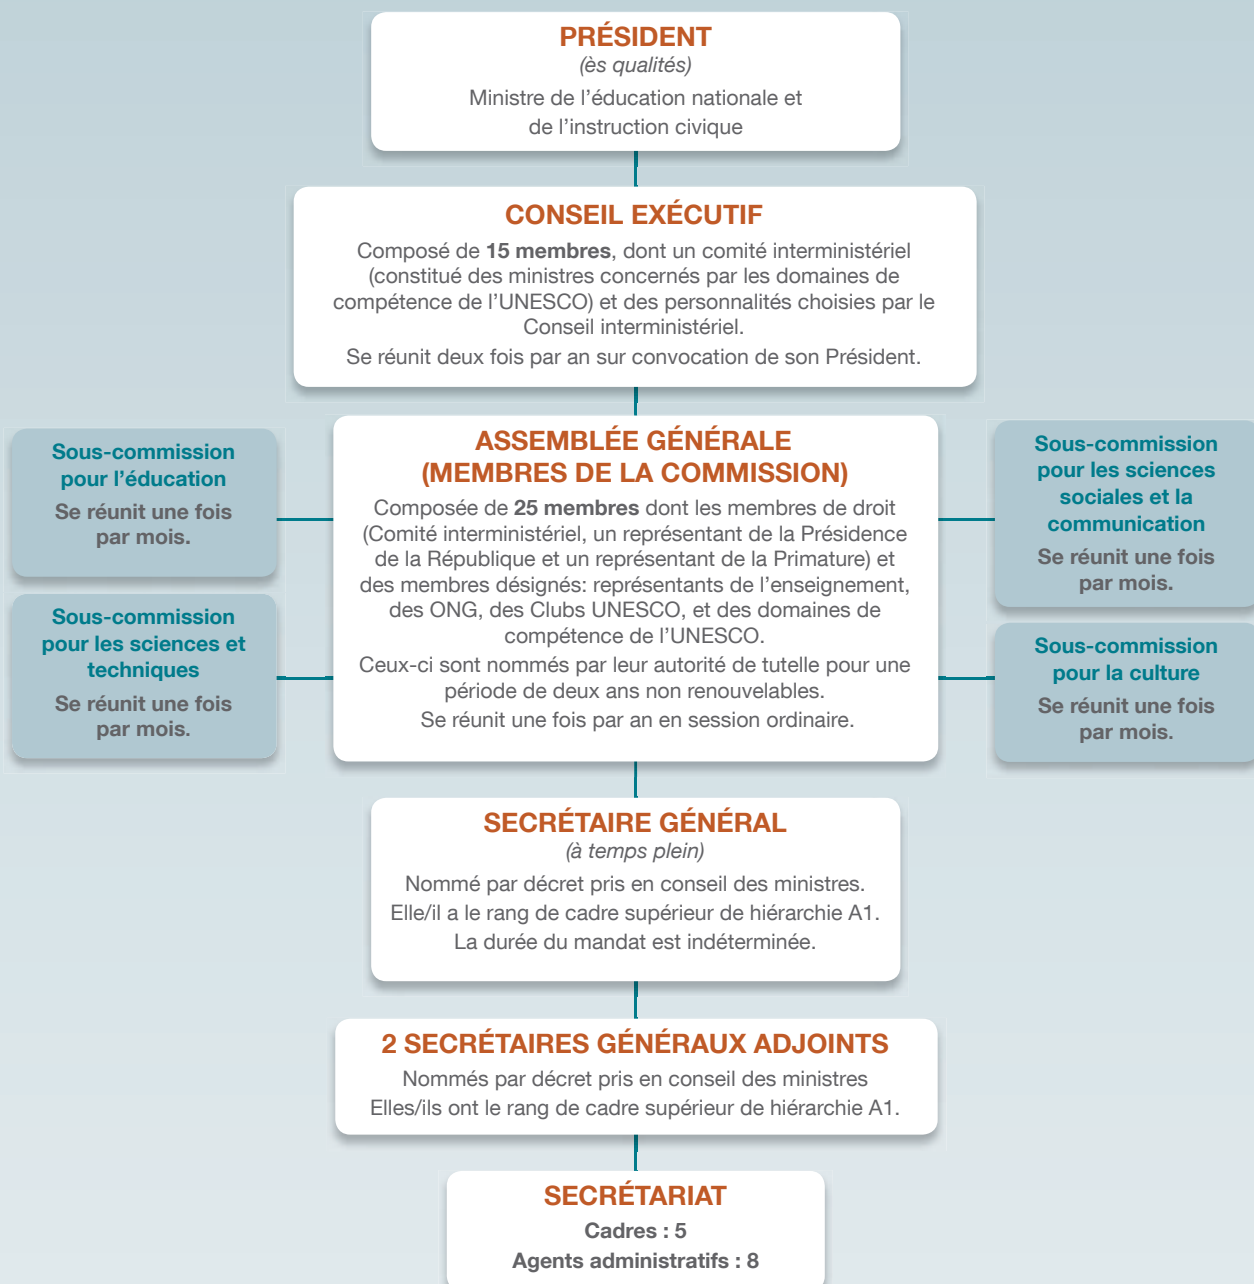 PRÉSIDENT
(ès qualités)
Ministre de l’éducation nationale et
de l’instruction civique
CONSEIL EXÉCUTIF
Composé de 15 membres, dont un comité interministériel
(constitué des ministres concernés par les domaines de
compétence de l’UNESCO) et des personnalités choisies par le
Conseil interministériel.
Se réunit deux fois par an sur convocation de son Président.
Sous-commission
pour l’éducation
Se réunit une fois
par mois.
Sous-commission
pour les sciences et
techniques
Se réunit une fois
par mois.
ASSEMBLÉE GÉNÉRALE
(MEMBRES DE LA COMMISSION)
Composée de 25 membres dont les membres de droit
(Comité interministériel, un représentant de la Présidence
de la République et un représentant de la Primature) et
des membres désignés: représentants de l’enseignement,
des ONG, des Clubs UNESCO, et des domaines de
compétence de l’UNESCO.
Ceux-ci sont nommés par leur autorité de tutelle pour une
période de deux ans non renouvelables.
Se réunit une fois par an en session ordinaire.
Sous-commission
pour les sciences
sociales et la
communication
Se réunit une fois
par mois.
Sous-commission
pour la culture
Se réunit une fois
par mois.
SECRÉTAIRE GÉNÉRAL
(à temps plein)
Nommé par décret pris en conseil des ministres.
Elle/il a le rang de cadre supérieur de hiérarchie A1.
La durée du mandat est indéterminée.
2 SECRÉTAIRES GÉNÉRAUX ADJOINTS
Nommés par décret pris en conseil des ministres
Elles/ils ont le rang de cadre supérieur de hiérarchie A1.
SECRÉTARIAT
Cadres : 5
Agents administratifs : 8